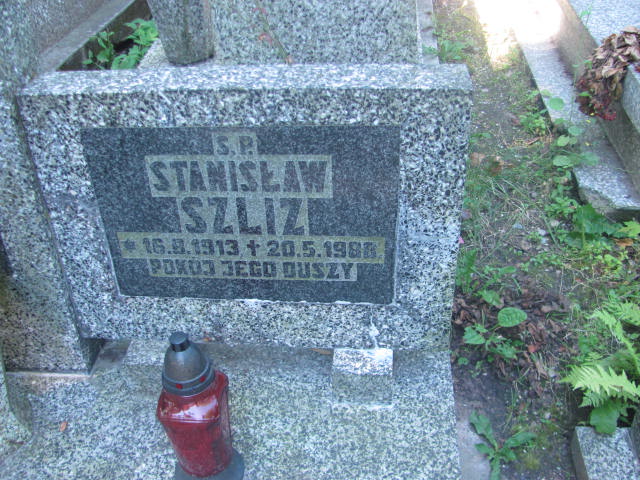 Ś.P.
STANISŁAW
SZLIZ
* 16.8.1913 ✝ 20.5.1988.
POKÓJ JEGO DUSZY